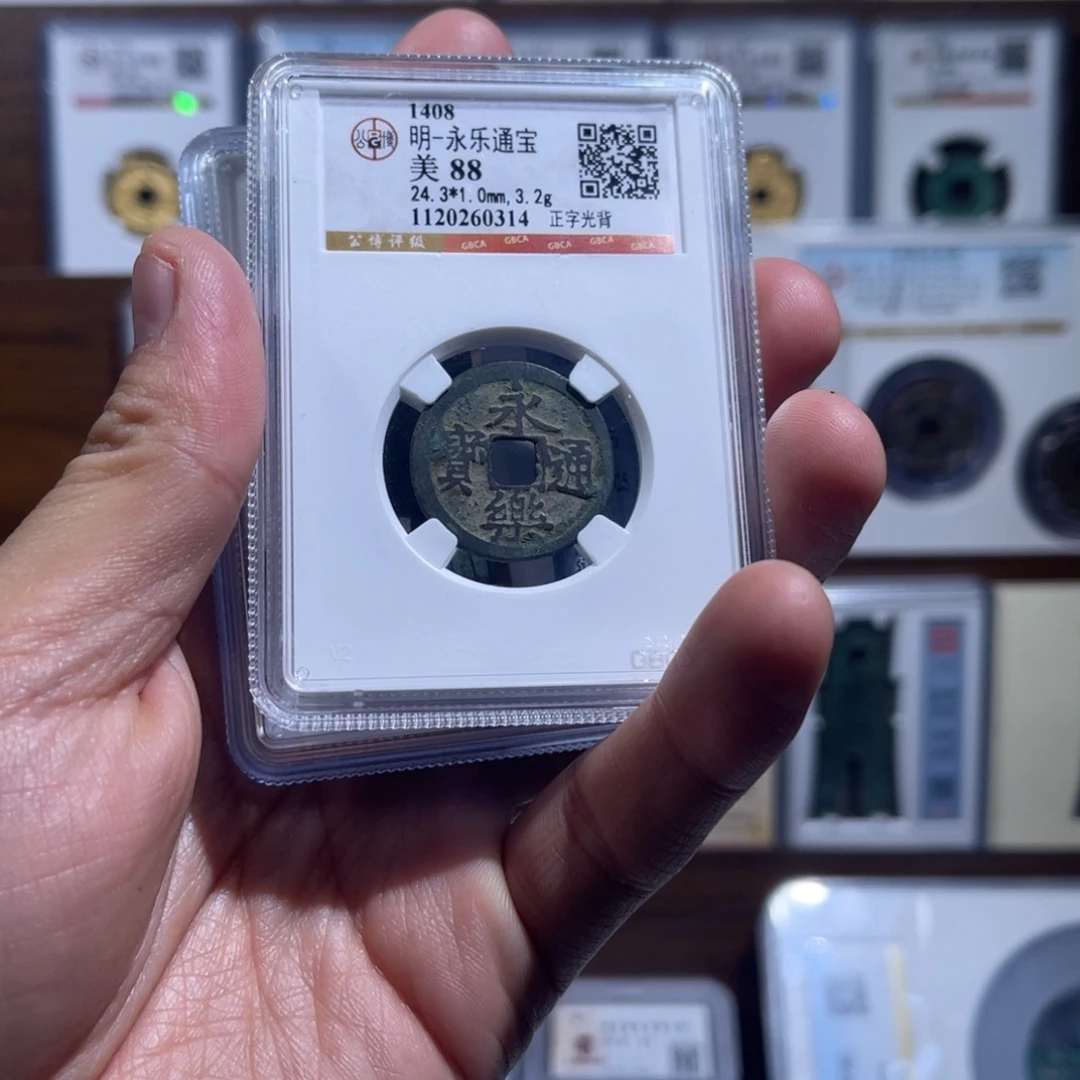 1408
明-永乐通宝
美 88
24.3*1.0mm, 3.2g
1120260314 正字光背
公博评级 GBCA GBCA GBCA GBCA GBCA
永
寳 通
樂